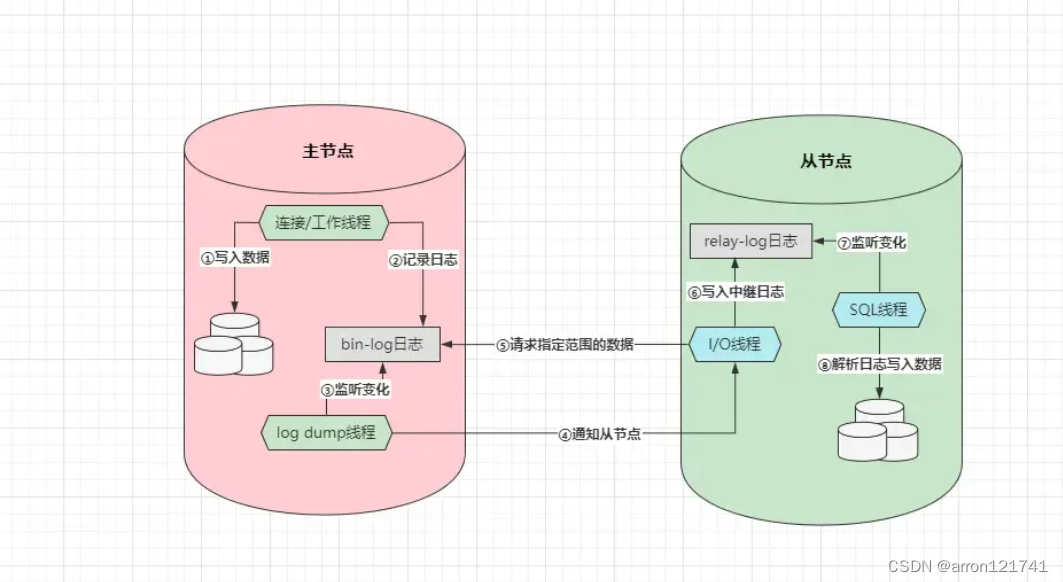 主节点
连接/工作线程
①写入数据
②记录日志
bin-log日志
③监听变化
log dump线程
④通知从节点
⑤请求指定范围的数据
从节点
relay-log日志
⑦监听变化
⑥写入中继日志
SQL线程
I/O线程
⑧解析日志写入数据
CSDN @arron121741